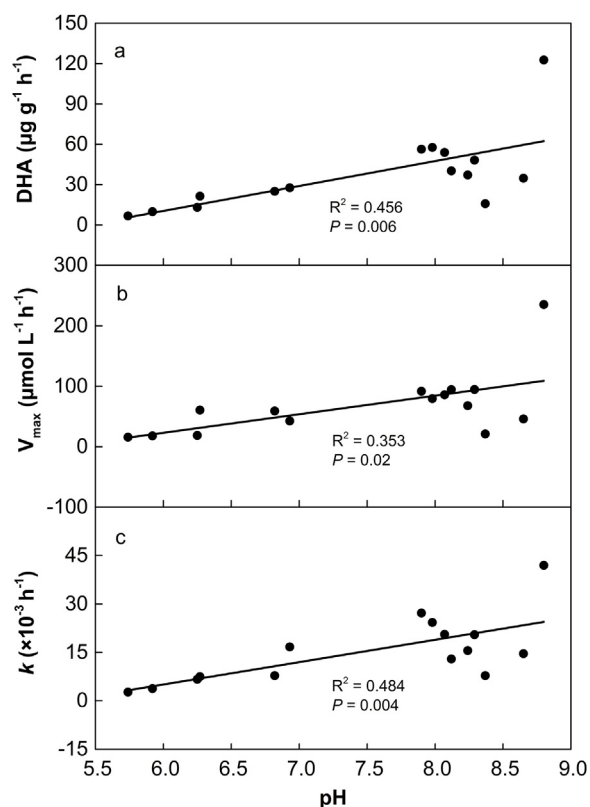 a
150
120
90
60
30
0
DHA (µg g⁻¹ h⁻¹)
R² = 0.456
P = 0.006
b
300
200
100
0
-100
Vmax (µmol L⁻¹ h⁻¹)
R² = 0.353
P = 0.02
c
45
30
15
0
-15
k (×10⁻³ h⁻¹)
R² = 0.484
P = 0.004
5.5 6.0 6.5 7.0 7.5 8.0 8.5 9.0
pH